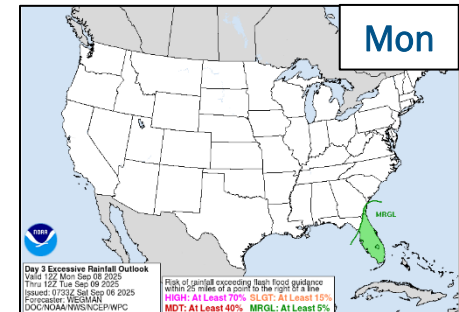 Mon
MRGL
NOAA
Day 3 Excessive Rainfall Outlook
Valid 12Z Mon Sep 08 2025
Thru 12Z Tue Sep 09 2025
Issued: 0733Z Sat Sep 06 2025
Forecaster: WEGMAN
DOC/NOAA/NWS/NCEP/WPC
Risk of rainfall exceeding flash flood guidance
within 25 miles of a point to the right of a line
HIGH: At Least 70% SLGT: At Least 15%
MDT: At Least 40% MRGL: At Least 5%